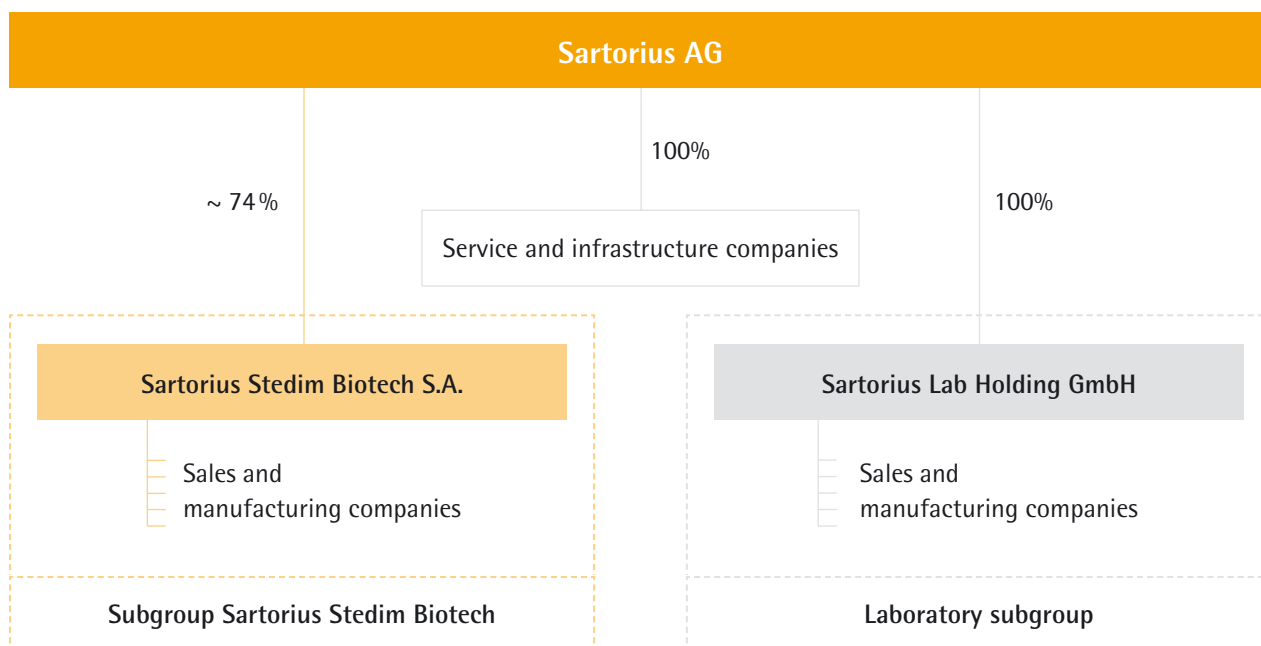 Sartorius AG
100%
~ 74 %
100%
Service and infrastructure companies
Sartorius Stedim Biotech S.A.
Sartorius Lab Holding GmbH
Sales and
manufacturing companies
Sales and
manufacturing companies
Subgroup Sartorius Stedim Biotech
Laboratory subgroup